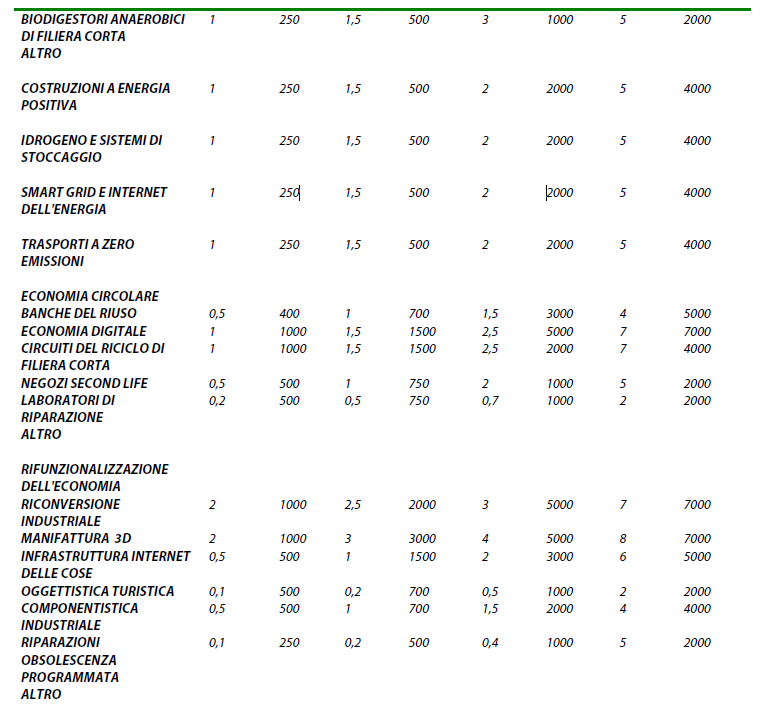 BIODIGESTORI ANAEROBICI 1 250 1,5 500 3 1000 5 2000
DI FILIERA CORTA
ALTRO
COSTRUZIONI A ENERGIA 1 250 1,5 500 2 2000 5 4000
POSITIVA
IDROGENO E SISTEMI DI 1 250 1,5 500 2 2000 5 4000
STOCCAGGIO
SMART GRID E INTERNET 1 250 1,5 500 2 2000 5 4000
DELL'ENERGIA
TRASPORTI A ZERO 1 250 1,5 500 2 2000 5 4000
EMISSIONI
ECONOMIA CIRCOLARE
BANCHE DEL RIUSO 0,5 400 1 700 1,5 3000 4 5000
ECONOMIA DIGITALE 1 1000 1,5 1500 2,5 5000 7 7000
CIRCUITI DEL RICICLO DI 1 1000 1,5 1500 2,5 2000 7 4000
FILIERA CORTA
NEGOZI SECOND LIFE 0,5 500 1 750 2 1000 5 2000
LABORATORI DI 0,2 500 0,5 750 0,7 1000 2 2000
RIPARAZIONE
ALTRO
RIFUNZIONALIZZAZIONE
DELL'ECONOMIA
RICONVERSIONE 2 1000 2,5 2000 3 5000 7 7000
INDUSTRIALE
MANIFATTURA 3D 2 1000 3 3000 4 5000 8 7000
INFRASTRUTTURA INTERNET 0,5 500 1 1500 2 3000 6 5000
DELLE COSE
OGGETTISTICA TURISTICA 0,1 500 0,2 700 0,5 1000 2 2000
COMPONENTISTICA 0,5 500 1 700 1,5 2000 4 4000
INDUSTRIALE
RIPARAZIONI 0,1 250 0,2 500 0,4 1000 5 2000
OBSOLESCENZA
PROGRAMMATA
ALTRO